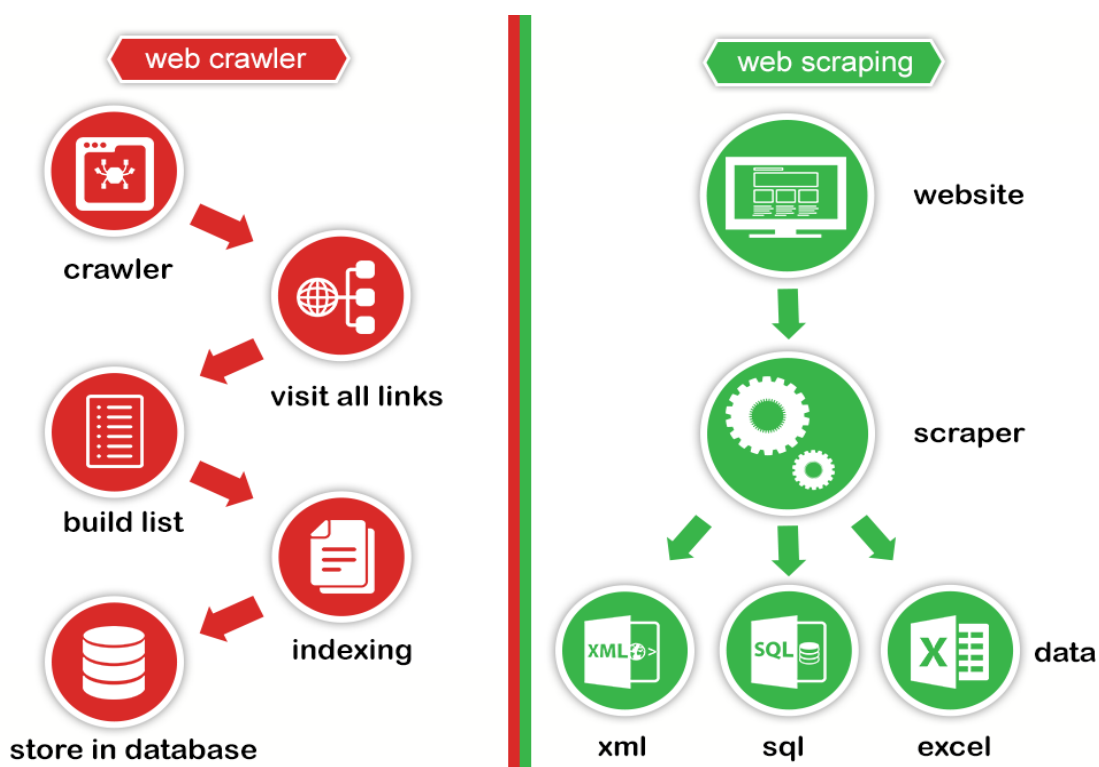 web crawler
crawler
visit all links
build list
indexing
store in database
web scraping
website
scraper
XML
SQL
X
data
xml
sql
excel